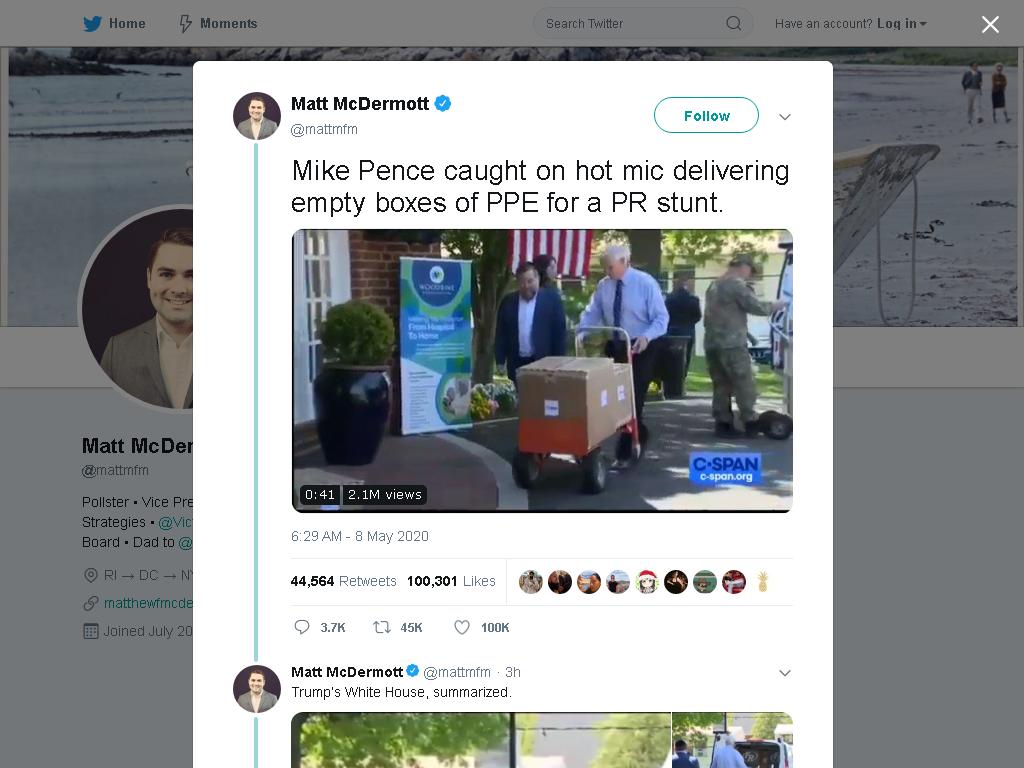 Home
Moments
Search Twitter
Have an account? Log in
Matt McDermott
@mattmfm
Follow
Mike Pence caught on hot mic delivering
empty boxes of PPE for a PR stunt.
WOODBINE
From Hospital
To Home
C-SPAN
c-span.org
0:41
2.1M views
6:29 AM - 8 May 2020
44,564 Retweets 100,301 Likes
3.7K
45K
100K
Matt McDermott @mattmfm · 3h
Trump's White House, summarized.
Matt McDer
@mattmfm
Pollster • Vice Pre
Strategies • @Vic
Board • Dad to @
RI → DC → N
matthewfmcde
Joined July 20